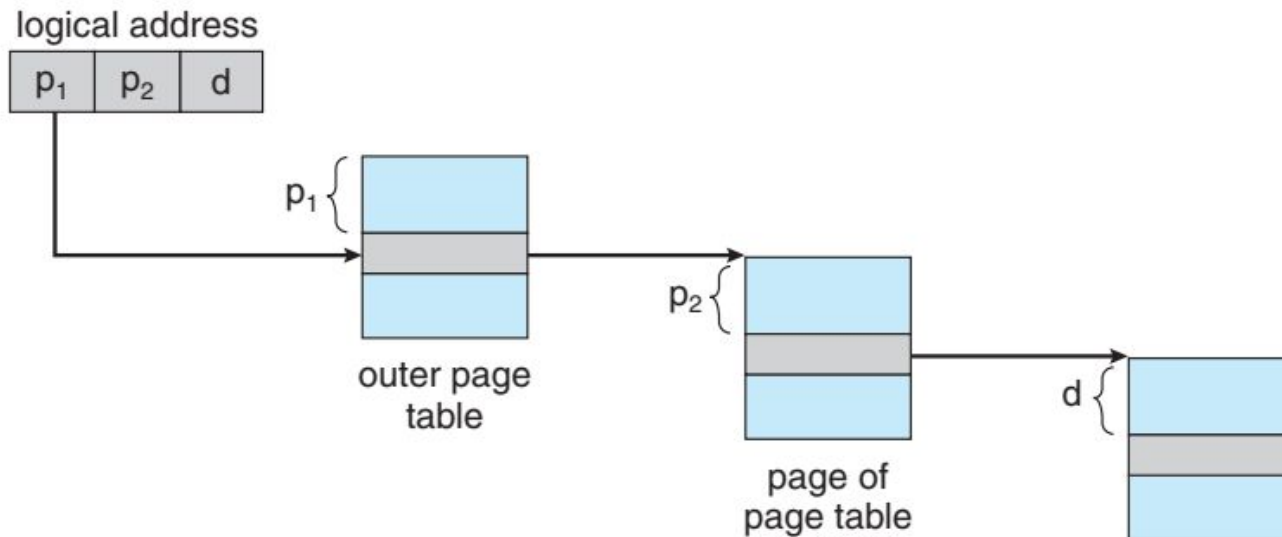 logical address
p₁ p₂ d
p₁
outer page
table
p₂
page of
page table
d